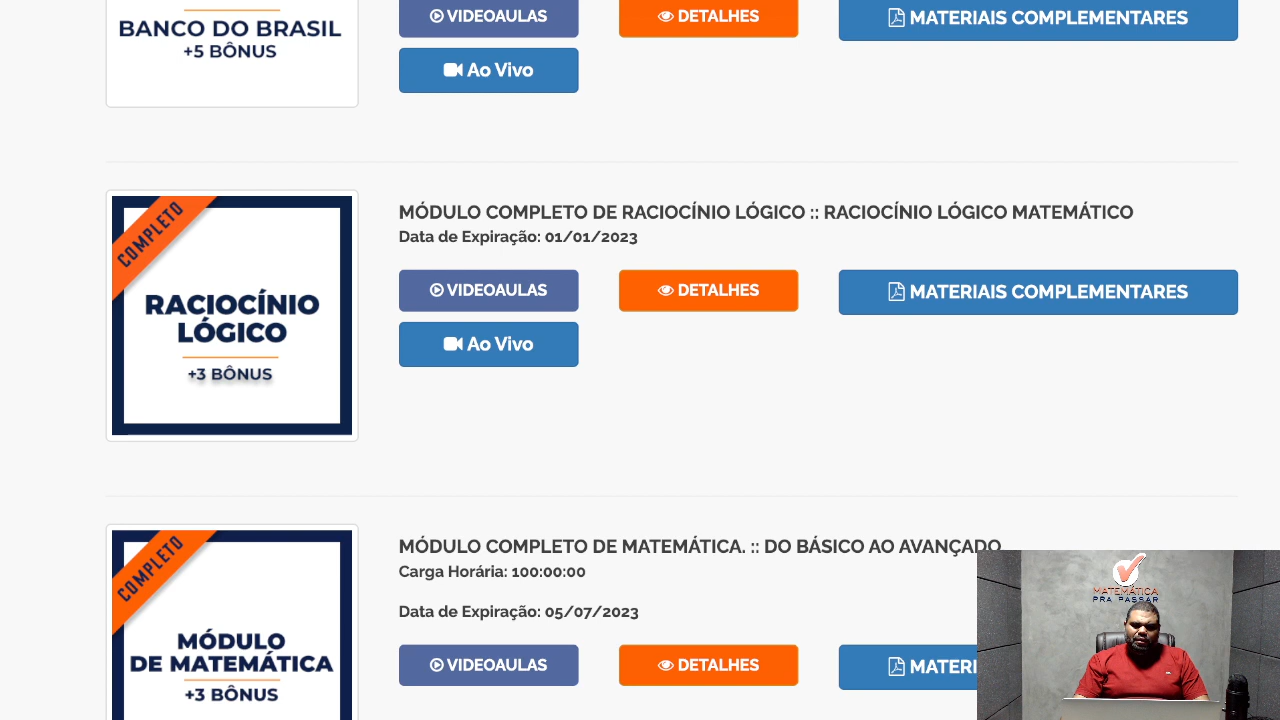 BANCO DO BRASIL
+5 BÔNUS
VIDEOAULAS
DETALHES
MATERIAIS COMPLEMENTARES
Ao Vivo
COMPLETO
RACIOCÍNIO
LÓGICO
+3 BÔNUS
MÓDULO COMPLETO DE RACIOCÍNIO LÓGICO :: RACIOCÍNIO LÓGICO MATEMÁTICO
Data de Expiração: 01/01/2023
VIDEOAULAS
DETALHES
MATERIAIS COMPLEMENTARES
Ao Vivo
COMPLETO
MÓDULO
DE MATEMÁTICA
+3 BÔNUS
MÓDULO COMPLETO DE MATEMÁTICA. :: DO BÁSICO AO AVANÇADO
Carga Horária: 100:00:00
Data de Expiração: 05/07/2023
VIDEOAULAS
DETALHES
MATERI
MATEMÁTICA
PRA PASSAR